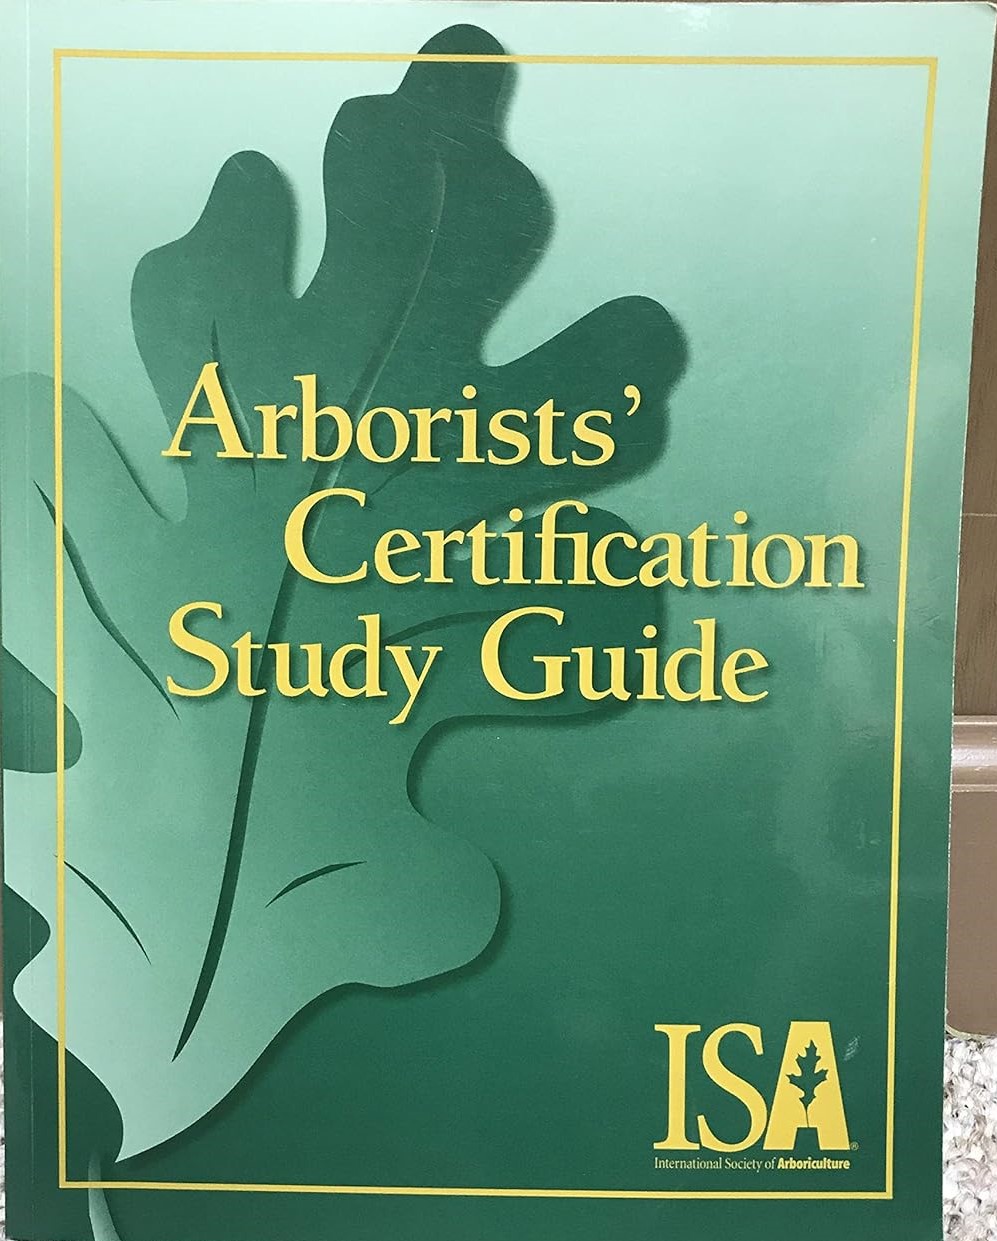 Arborists’
Certification
Study Guide
ISA®
International Society of Arboriculture